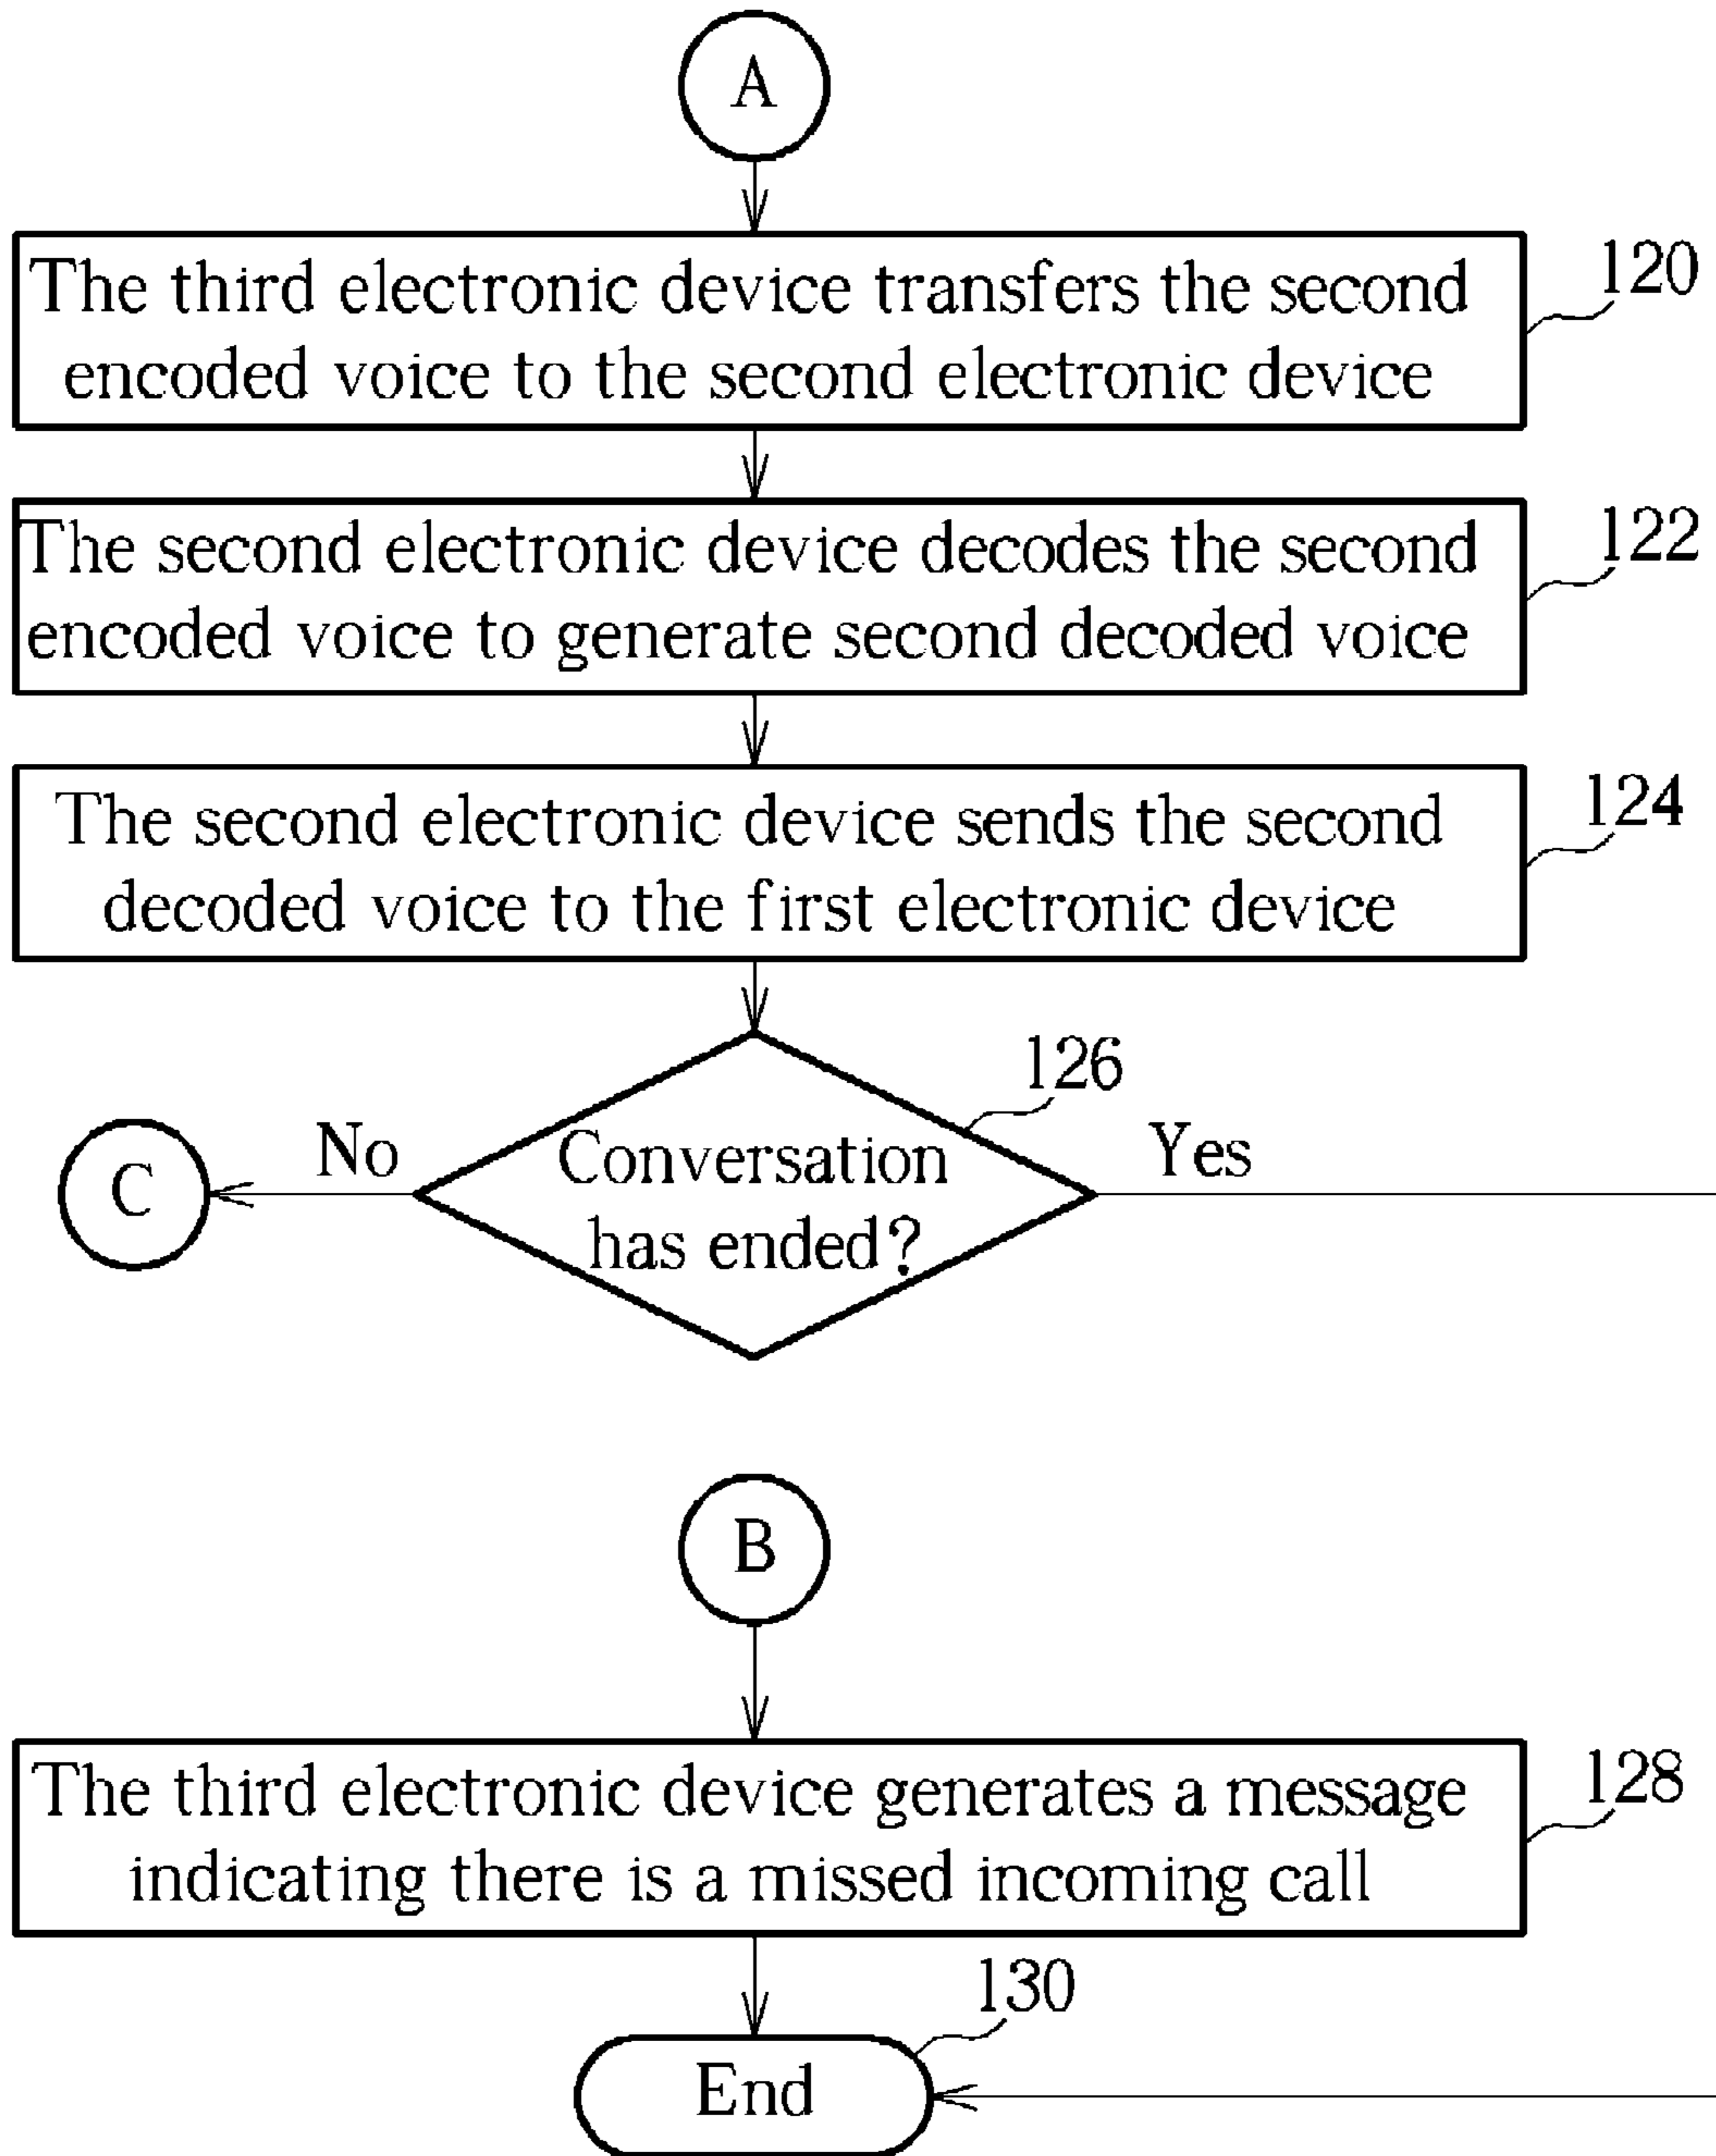 A
The third electronic device transfers the second
encoded voice to the second electronic device
120
The second electronic device decodes the second
encoded voice to generate second decoded voice
122
The second electronic device sends the second
decoded voice to the first electronic device
124
126
No
Yes
C
Conversation
has ended?
B
The third electronic device generates a message
indicating there is a missed incoming call
128
130
End